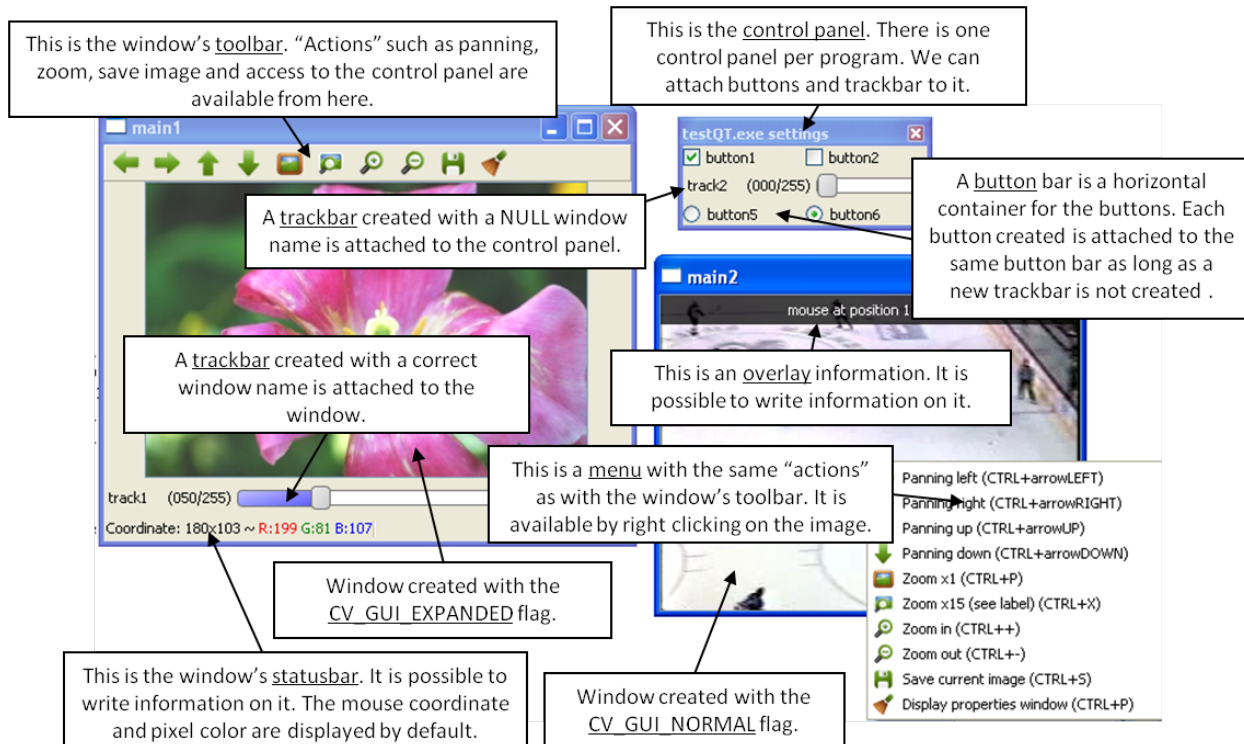 This is the window's toolbar. “Actions” such as panning,
zoom, save image and access to the control panel are
available from here.
This is the control panel. There is one
control panel per program. We can
attach buttons and trackbar to it.
main1
testQT.exe settings
button1
button2
track2 (000/255)
button5
button6
A button bar is a horizontal
container for the buttons. Each
button created is attached to the
same button bar as long as a
new trackbar is not created .
A trackbar created with a NULL window
name is attached to the control panel.
main2
mouse at position 1
A trackbar created with a correct
window name is attached to the
window.
This is an overlay information. It is
possible to write information on it.
This is a menu with the same “actions”
as with the window's toolbar. It is
available by right clicking on the image.
track1 (050/255)
Coordinate: 180x103 ~ R:199 G:81 B:107
Panning left (CTRL+arrowLEFT)
Panning right (CTRL+arrowRIGHT)
Panning up (CTRL+arrowUP)
Panning down (CTRL+arrowDOWN)
Zoom x1 (CTRL+P)
Zoom x15 (see label) (CTRL+X)
Zoom in (CTRL++)
Zoom out (CTRL+-)
Save current image (CTRL+S)
Display properties window (CTRL+P)
Window created with the
CV_GUI_EXPANDED flag.
This is the window's statusbar. It is possible to
write information on it. The mouse coordinate
and pixel color are displayed by default.
Window created with the
CV_GUI_NORMAL flag.